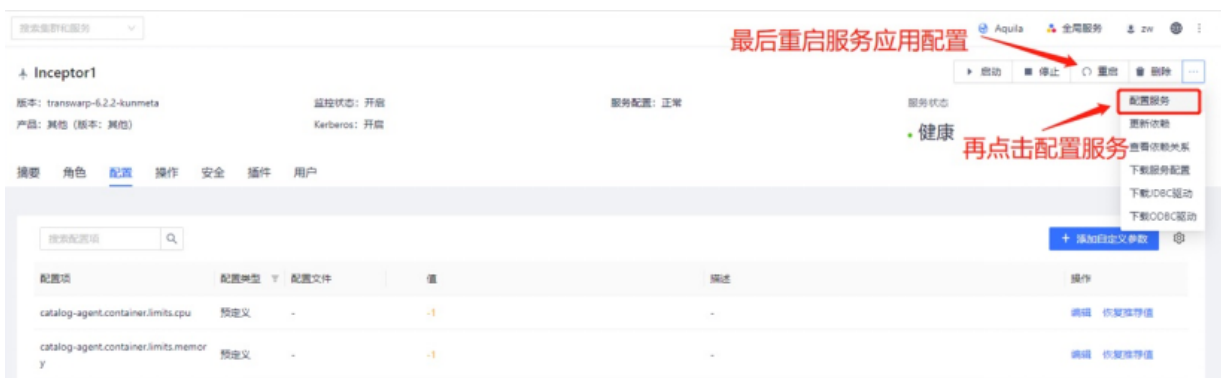 搜索集群和服务
Aquila 全局服务 zw
最后重启服务应用配置
Inceptor1
启动 停止 重启 删除 ...
版本: transwarp-6.2.2-kunmeta 监控状态: 开启 服务配置: 正常 服务状态
产品: 其他 (版本: 其他) Kerberos: 开启
健康
再点击配置服务
配置服务
更新依赖
查看依赖关系
下载服务配置
下载JDBC驱动
下载ODBC驱动
摘要 角色 配置 操作 安全 插件 用户
搜索配置项
+ 添加自定义参数
配置项 配置类型 配置文件 值 描述 操作
catalog-agent.container.limits.cpu 预定义 - -1 - 编辑 恢复推荐值
catalog-agent.container.limits.memor
y
预定义 - -1 - 编辑 恢复推荐值